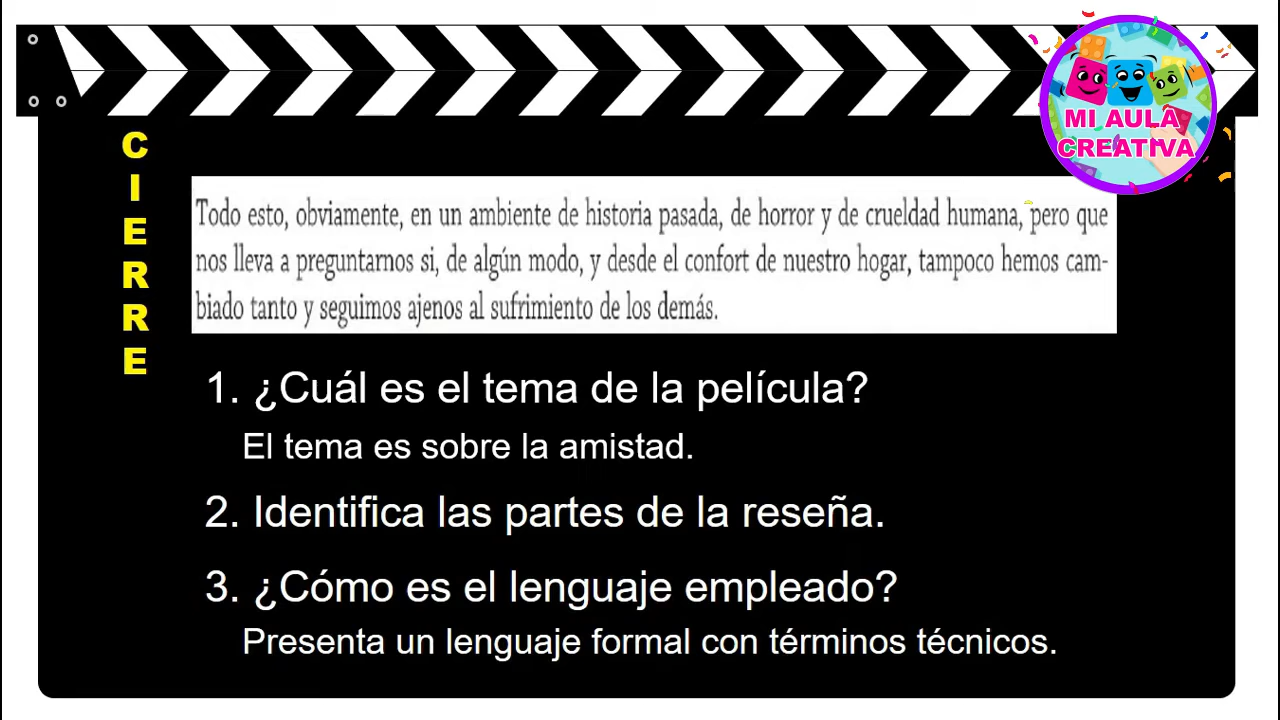 MI AULA
CREATIVA
CIERRE
Todo esto, obviamente, en un ambiente de historia pasada, de horror y de crueldad humana, pero que
nos lleva a preguntarnos si, de algún modo, y desde el confort de nuestro hogar, tampoco hemos cam-
biado tanto y seguimos ajenos al sufrimiento de los demás.
1. ¿Cuál es el tema de la película?
El tema es sobre la amistad.
2. Identifica las partes de la reseña.
3. ¿Cómo es el lenguaje empleado?
Presenta un lenguaje formal con términos técnicos.